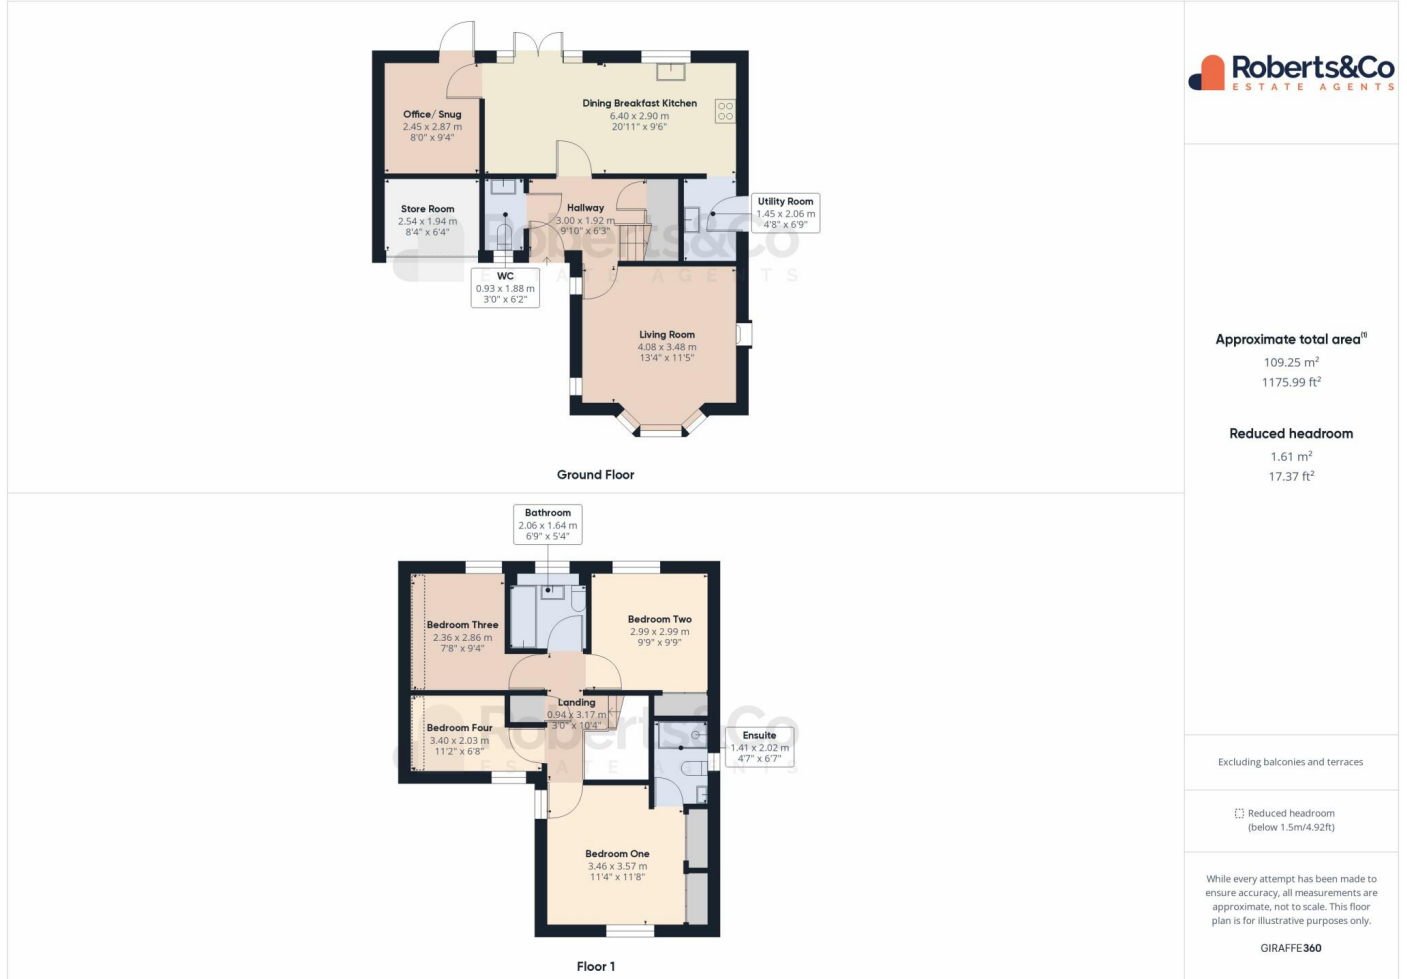 Roberts&Co
ESTATE AGENTS
Office/ Snug
2.45 x 2.87 m
8'0" x 9'4"
Dining Breakfast Kitchen
6.40 x 2.90 m
20'11" x 9'6"
Store Room
2.54 x 1.94 m
8'4" x 6'4"
Hallway
3.00 x 1.92 m
9'10" x 6'3"
Utility Room
1.45 x 2.06 m
4'8" x 6'9"
WC
0.93 x 1.88 m
3'0" x 6'2"
Roberts&Co
ESTATE AGENTS
Living Room
4.08 x 3.48 m
13'4" x 11'5"
Ground Floor
Approximate total area(1)
109.25 m²
1175.99 ft²
Reduced headroom
1.61 m²
17.37 ft²
Bathroom
2.06 x 1.64 m
6'9" x 5'4"
Bedroom Three
2.36 x 2.86 m
7'8" x 9'4"
Bedroom Two
2.99 x 2.99 m
9'9" x 9'9"
Landing
0.94 x 3.17 m
3'0" x 10'4"
Bedroom Four
3.40 x 2.03 m
11'2" x 6'8"
Ensuite
1.41 x 2.02 m
4'7" x 6'7"
Roberts&Co
ESTATE AGENTS
Bedroom One
3.46 x 3.57 m
11'4" x 11'8"
Floor 1
Excluding balconies and terraces
Reduced headroom
(below 1.5m/4.92ft)
While every attempt has been made to
ensure accuracy, all measurements are
approximate, not to scale. This floor
plan is for illustrative purposes only.
GIRAFFE360